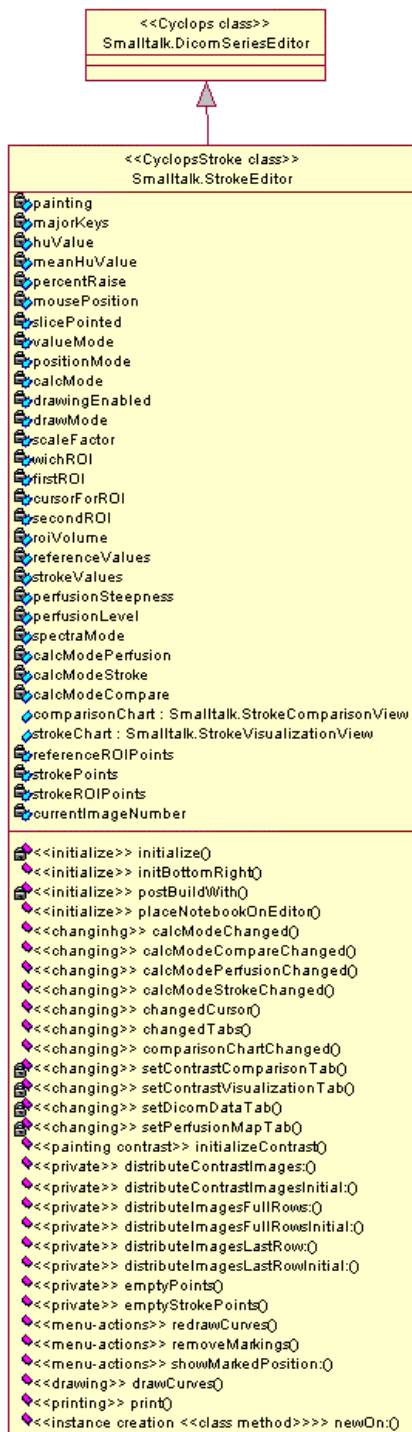 <<Cyclops class>>
Smalltalk.DicomSeriesEditor
<<CyclopsStroke class>>
Smalltalk.StrokeEditor
painting
majorKeys
huValue
meanHuValue
percentRaise
mousePosition
slicePointed
valueMode
positionMode
calcMode
drawingEnabled
drawMode
scaleFactor
wichROI
firstROI
cursorForROI
secondROI
roiVolume
referenceValues
strokeValues
perfusionSteepness
perfusionLevel
spectraMode
calcModePerfusion
calcModeStroke
calcModeCompare
comparisonChart : Smalltalk.StrokeComparisonView
strokeChart : Smalltalk.StrokeVisualizationView
referenceROIPoints
strokePoints
strokeROIPoints
currentImageNumber
<<initialize>> initialize()
<<initialize>> initBottomRight()
<<initialize>> postBuildWith()
<<initialize>> placeNotebookOnEditor()
<<changinhg>> calcModeChanged()
<<changing>> calcModeCompareChanged()
<<changing>> calcModePerfusionChanged()
<<changing>> calcModeStrokeChanged()
<<changing>> changedCursor()
<<changing>> changedTabs()
<<changing>> comparisonChartChanged()
<<changing>> setContrastComparisonTab()
<<changing>> setContrastVisualizationTab()
<<changing>> setDicomDataTab()
<<changing>> setPerfusionMapTab()
<<painting contrast>> initializeContrast()
<<private>> distributeContrastImages:()
<<private>> distributeContrastImagesInitial:()
<<private>> distributeImagesFullRows:()
<<private>> distributeImagesFullRowsInitial:()
<<private>> distributeImagesLastRow:()
<<private>> distributeImagesLastRowInitial:()
<<private>> emptyPoints()
<<private>> emptyStrokePoints()
<<menu-actions>> redrawCurves()
<<menu-actions>> removeMarkings()
<<menu-actions>> showMarkedPosition:()
<<drawing>> drawCurves()
<<printing>> print()
<<instance creation <<class method>>>> newOn:()